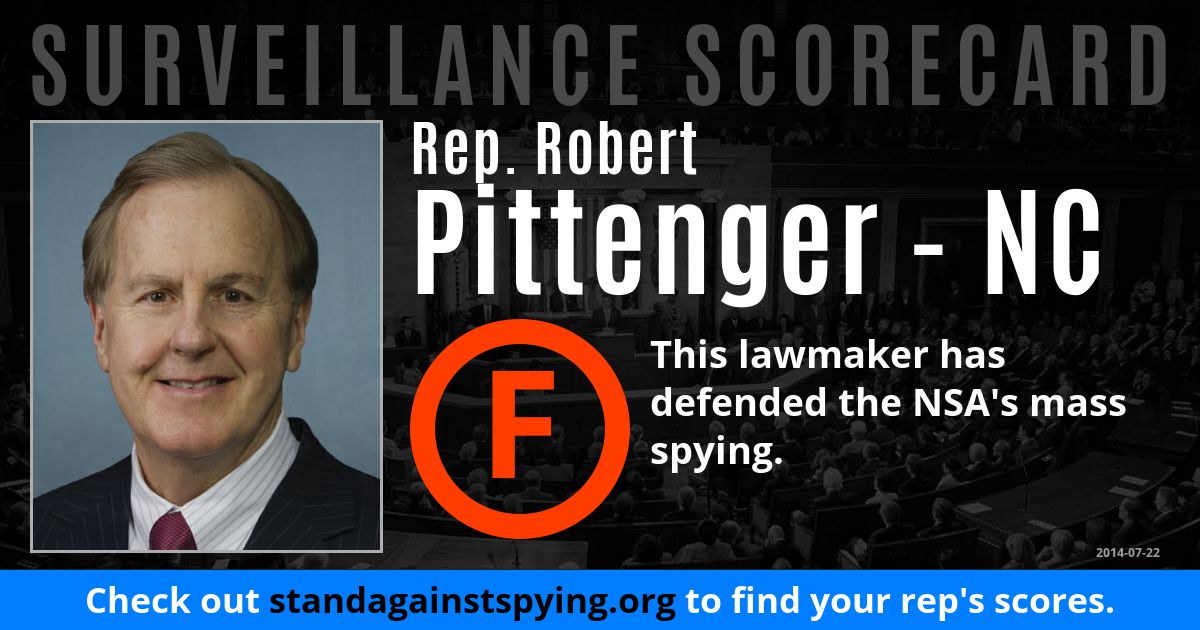 SURVEILLANCE SCORECARD
Rep. Robert
Pittenger - NC
F
This lawmaker has
defended the NSA's mass
spying.
2014-07-22
Check out standagainstspying.org to find your rep's scores.